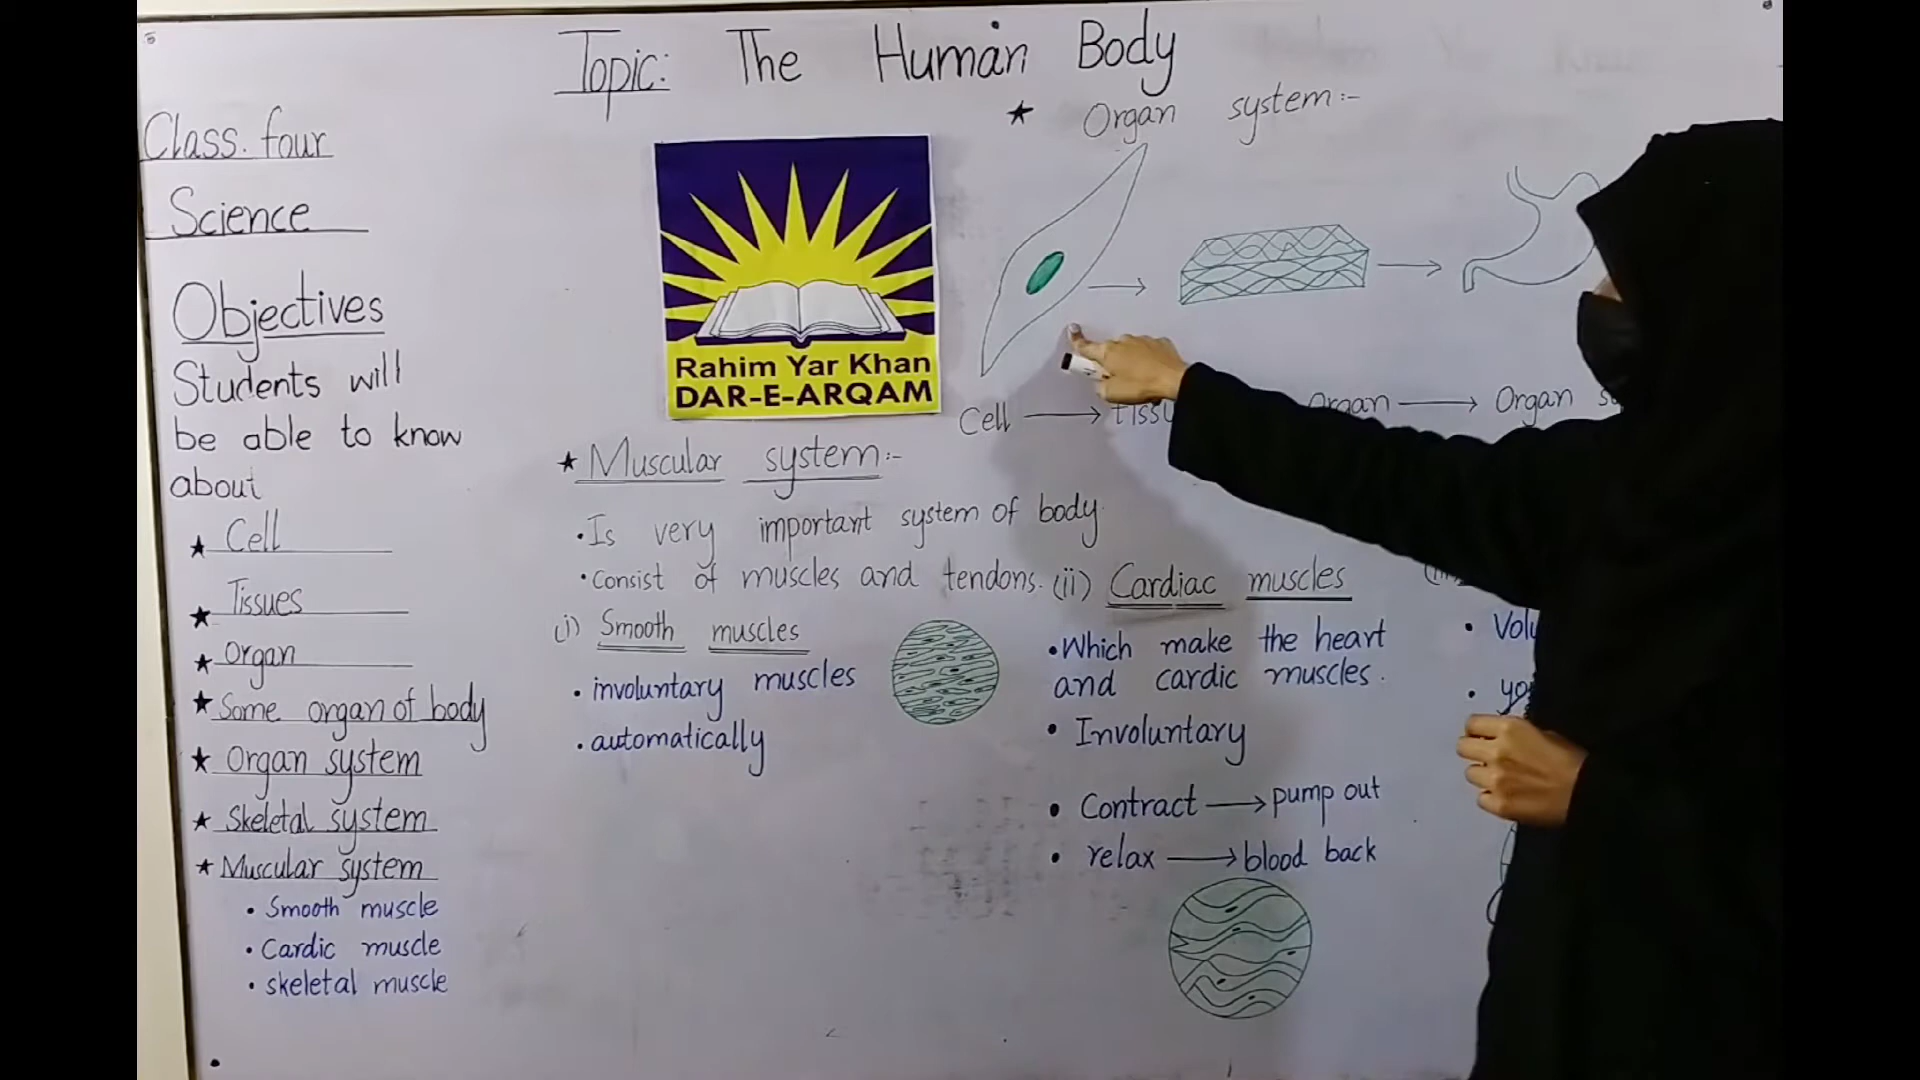 Topic: The Human Body
Class. four
Science
Objectives
Students will
be able to know
about
★ Cell
★ Tissues
★ Organ
★ Some organ of body
★ Organ system
★ Skeletal system
★ Muscular system
• Smooth muscle
• Cardic muscle
• skeletal muscle
Rahim Yar Khan
DAR-E-ARQAM
★ Organ system:-
Cell → → Organ → Organ
★ Muscular system:-
• Is very important system of body
• Consist of muscles and tendons.
(i) Smooth muscles
• involuntary muscles
• automatically
(ii) Cardiac muscles
• Which make the heart
and cardic muscles.
• Involuntary
• Contract → pump out
• relax → blood back